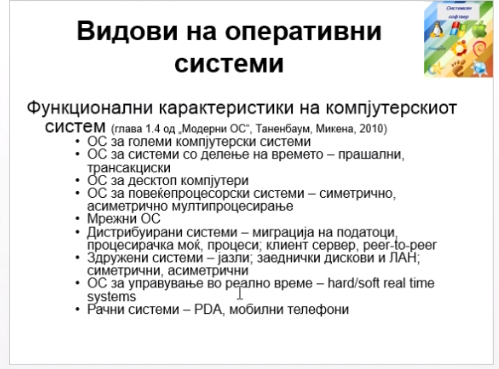 Системски
софтвер
Видови на оперативни
системи
Функционални карактеристики на компјутерскиот
систем (глава 1.4 од „Модерни ОС“, Таненбаум, Микена, 2010)
• ОС за големи компјутерски системи
• ОС за системи со делење на времето – прашални,
трансакциски
• ОС за десктоп компјутери
• ОС за повеќепроцесорски системи – симетрично,
асиметрично мултипроцесирање
• Мрежни ОС
• Дистрибуирани системи – миграција на податоци,
процесирачка моќ, процеси; клиент сервер, peer-to-peer
• Здружени системи – јазли; заеднички дискови и ЛАН;
симетрични, асиметрични
• ОС за управување во реално време – hard/soft real time
systems
• Рачни системи – PDA, мобилни телефони